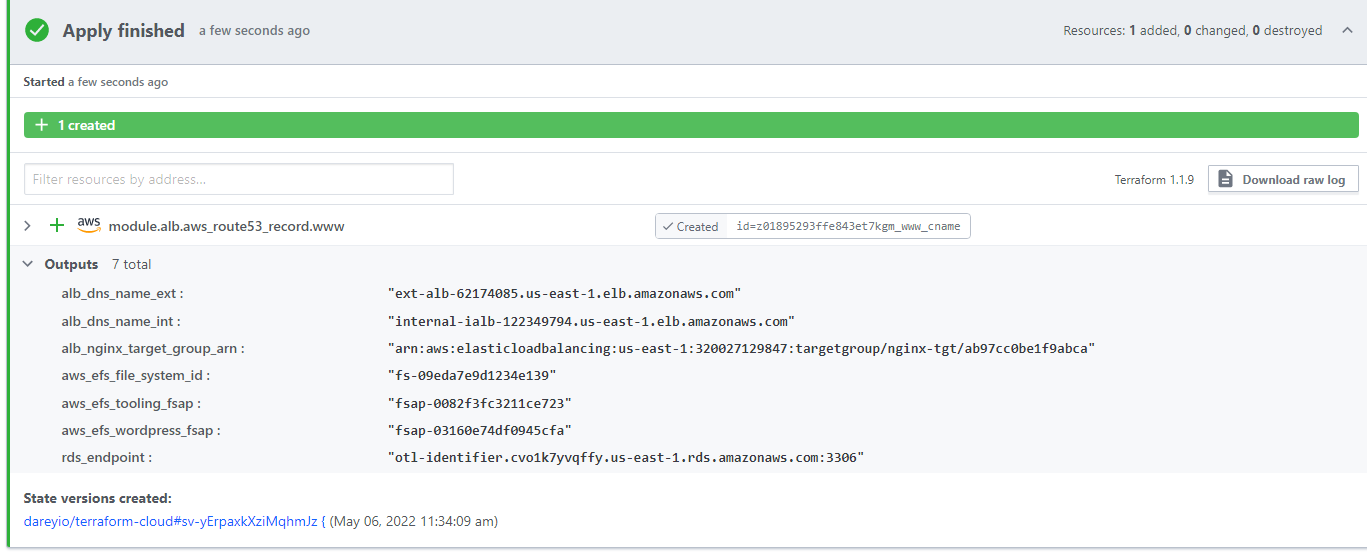 Apply finished a few seconds ago Resources: 1 added, 0 changed, 0 destroyed
Started a few seconds ago
+ 1 created
Filter resources by address... Terraform 1.1.9 Download raw log
+ aws module.alb.aws_route53_record.www Created id=z01895293ffe843et7kgm_www_cname
Outputs 7 total
alb_dns_name_ext : "ext-alb-62174085.us-east-1.elb.amazonaws.com"
alb_dns_name_int : "internal-ialb-122349794.us-east-1.elb.amazonaws.com"
alb_nginx_target_group_arn : "arn:aws:elasticloadbalancing:us-east-1:320027129847:targetgroup/nginx-tgt/ab97cc0be1f9abca"
aws_efs_file_system_id : "fs-09eda7e9d1234e139"
aws_efs_tooling_fsap : "fsap-0082f3fc3211ce723"
aws_efs_wordpress_fsap : "fsap-03160e74df0945cfa"
rds_endpoint : "otl-identifier.cvo1k7yvqffy.us-east-1.rds.amazonaws.com:3306"
State versions created:
dareyio/terraform-cloud#sv-yErpaxkXziMqhmJz { (May 06, 2022 11:34:09 am)